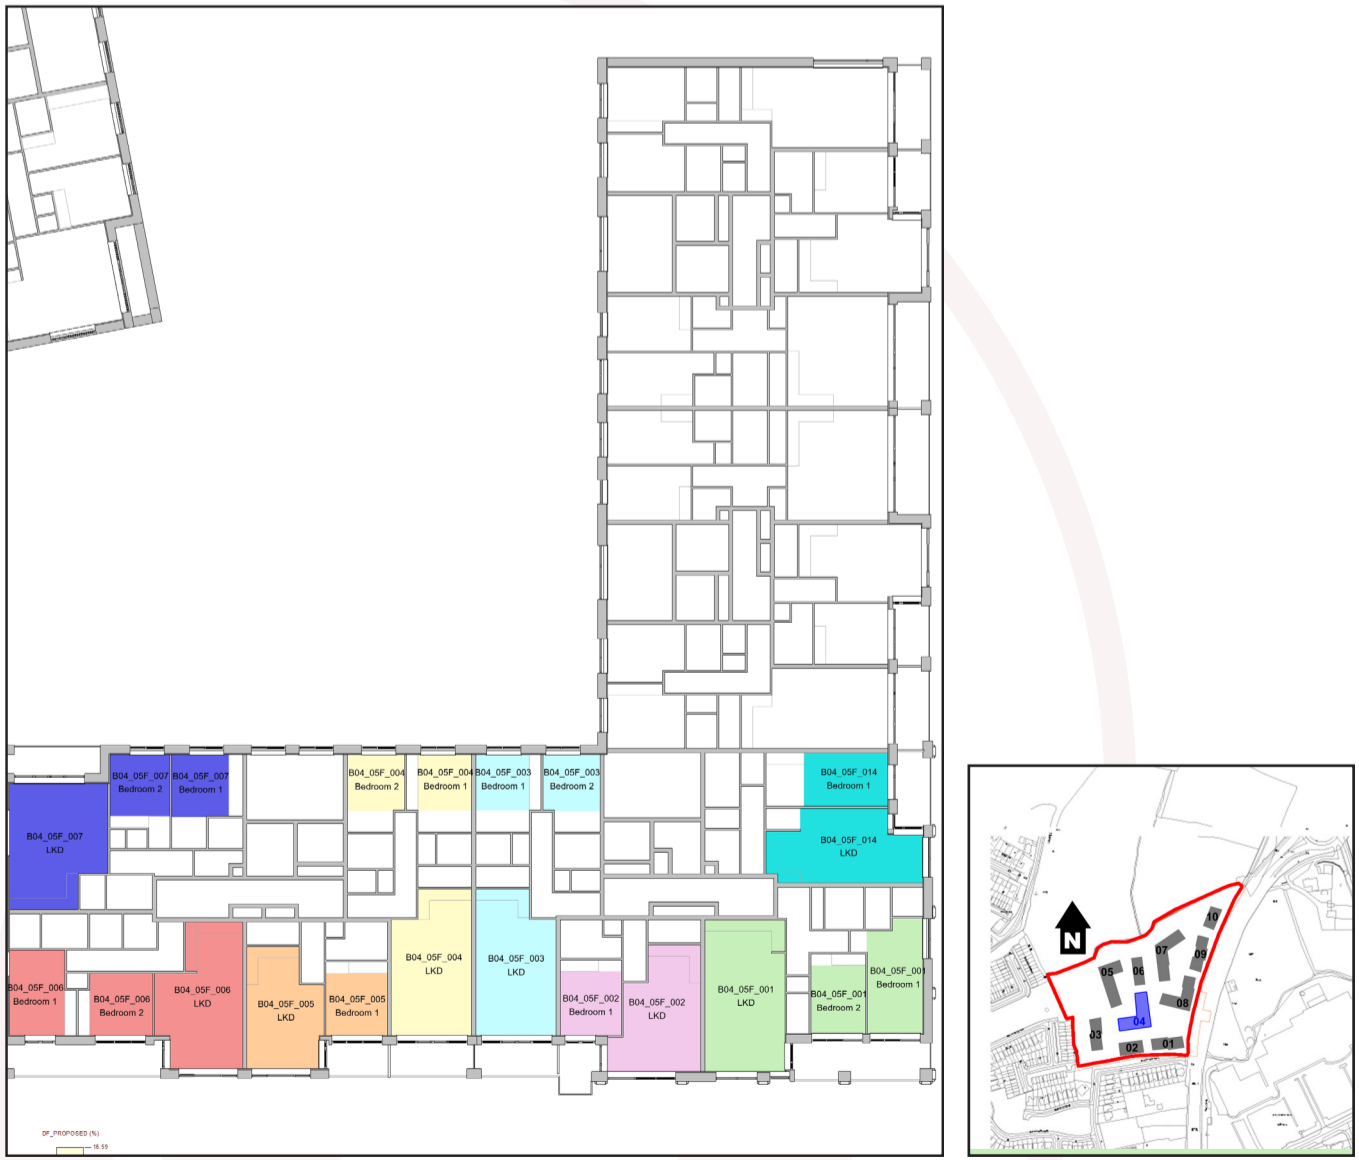 B04_05F_007
Bedroom 2
B04_05F_007
Bedroom 1
B04_05F_004
Bedroom 2
B04_05F_004
Bedroom 1
B04_05F_003
Bedroom 1
B04_05F_003
Bedroom 2
B04_05F_014
Bedroom 1
B04_05F_007
LKD
B04_05F_014
LKD
B04_05F_006
Bedroom 1
B04_05F_006
Bedroom 2
B04_05F_006
LKD
B04_05F_005
LKD
B04_05F_005
Bedroom 1
B04_05F_004
LKD
B04_05F_003
LKD
B04_05F_002
Bedroom 1
B04_05F_002
LKD
B04_05F_001
LKD
B04_05F_001
Bedroom 2
B04_05F_001
Bedroom 1
DF_PROPOSED (%)
16.59
N
10
09
07
06
05
08
04
03
02
01